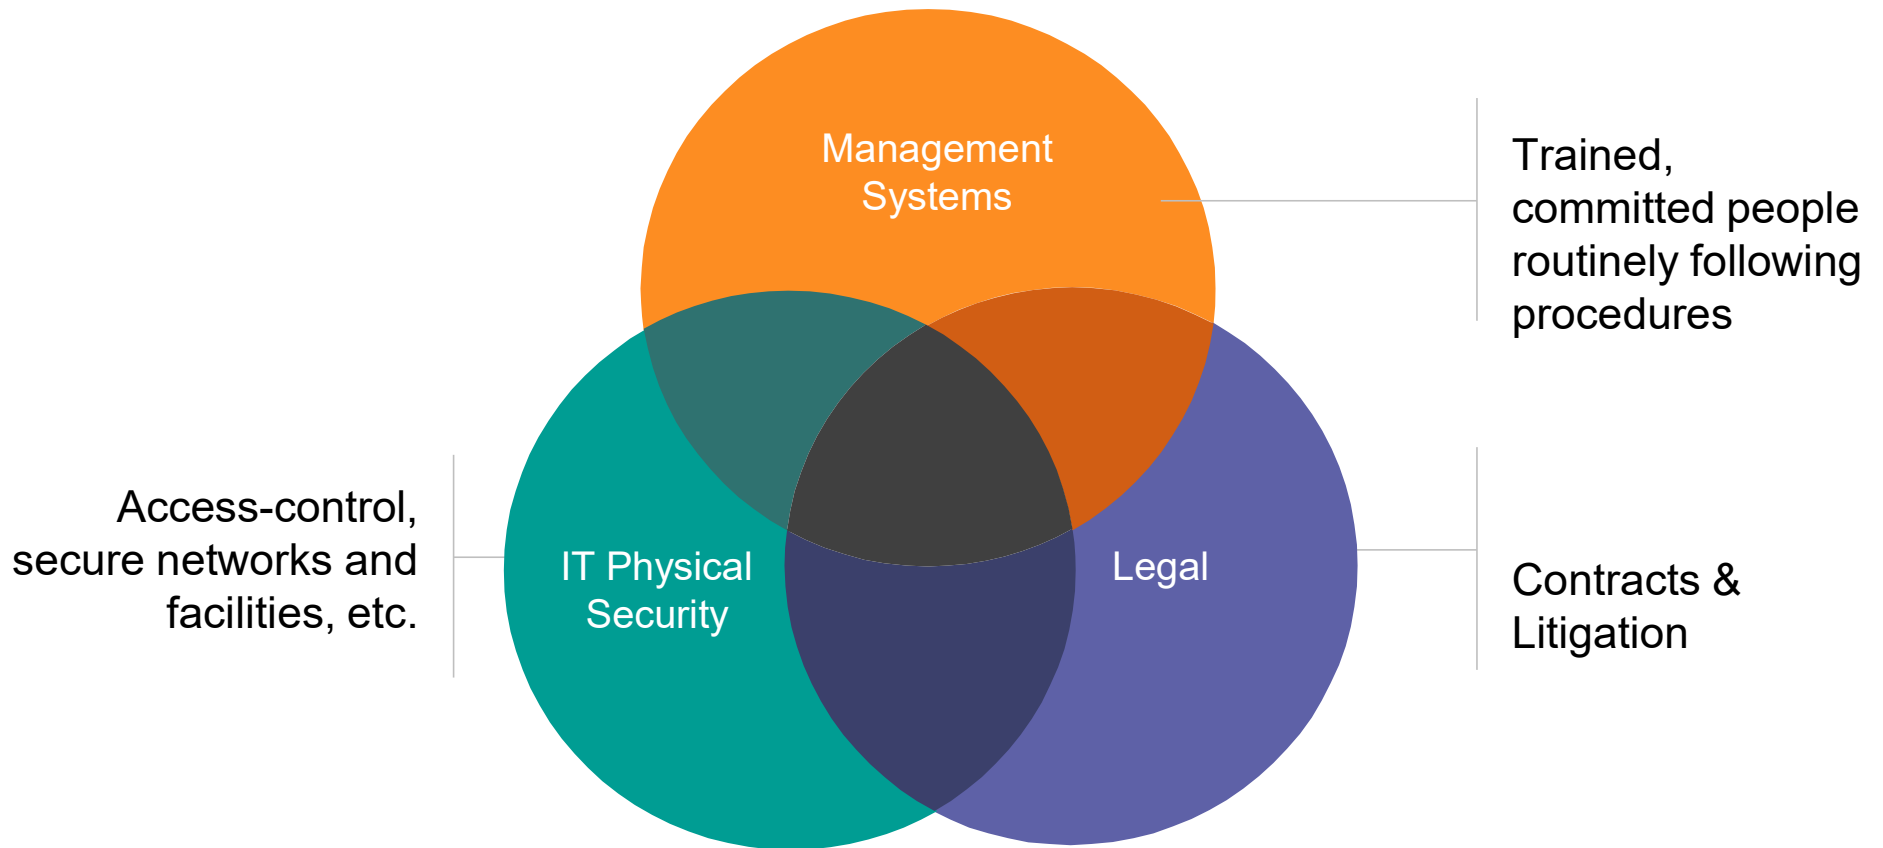 Management
Systems
Trained,
committed people
routinely following
procedures
Access-control,
secure networks and
facilities, etc.
IT Physical
Security
Legal
Contracts &
Litigation